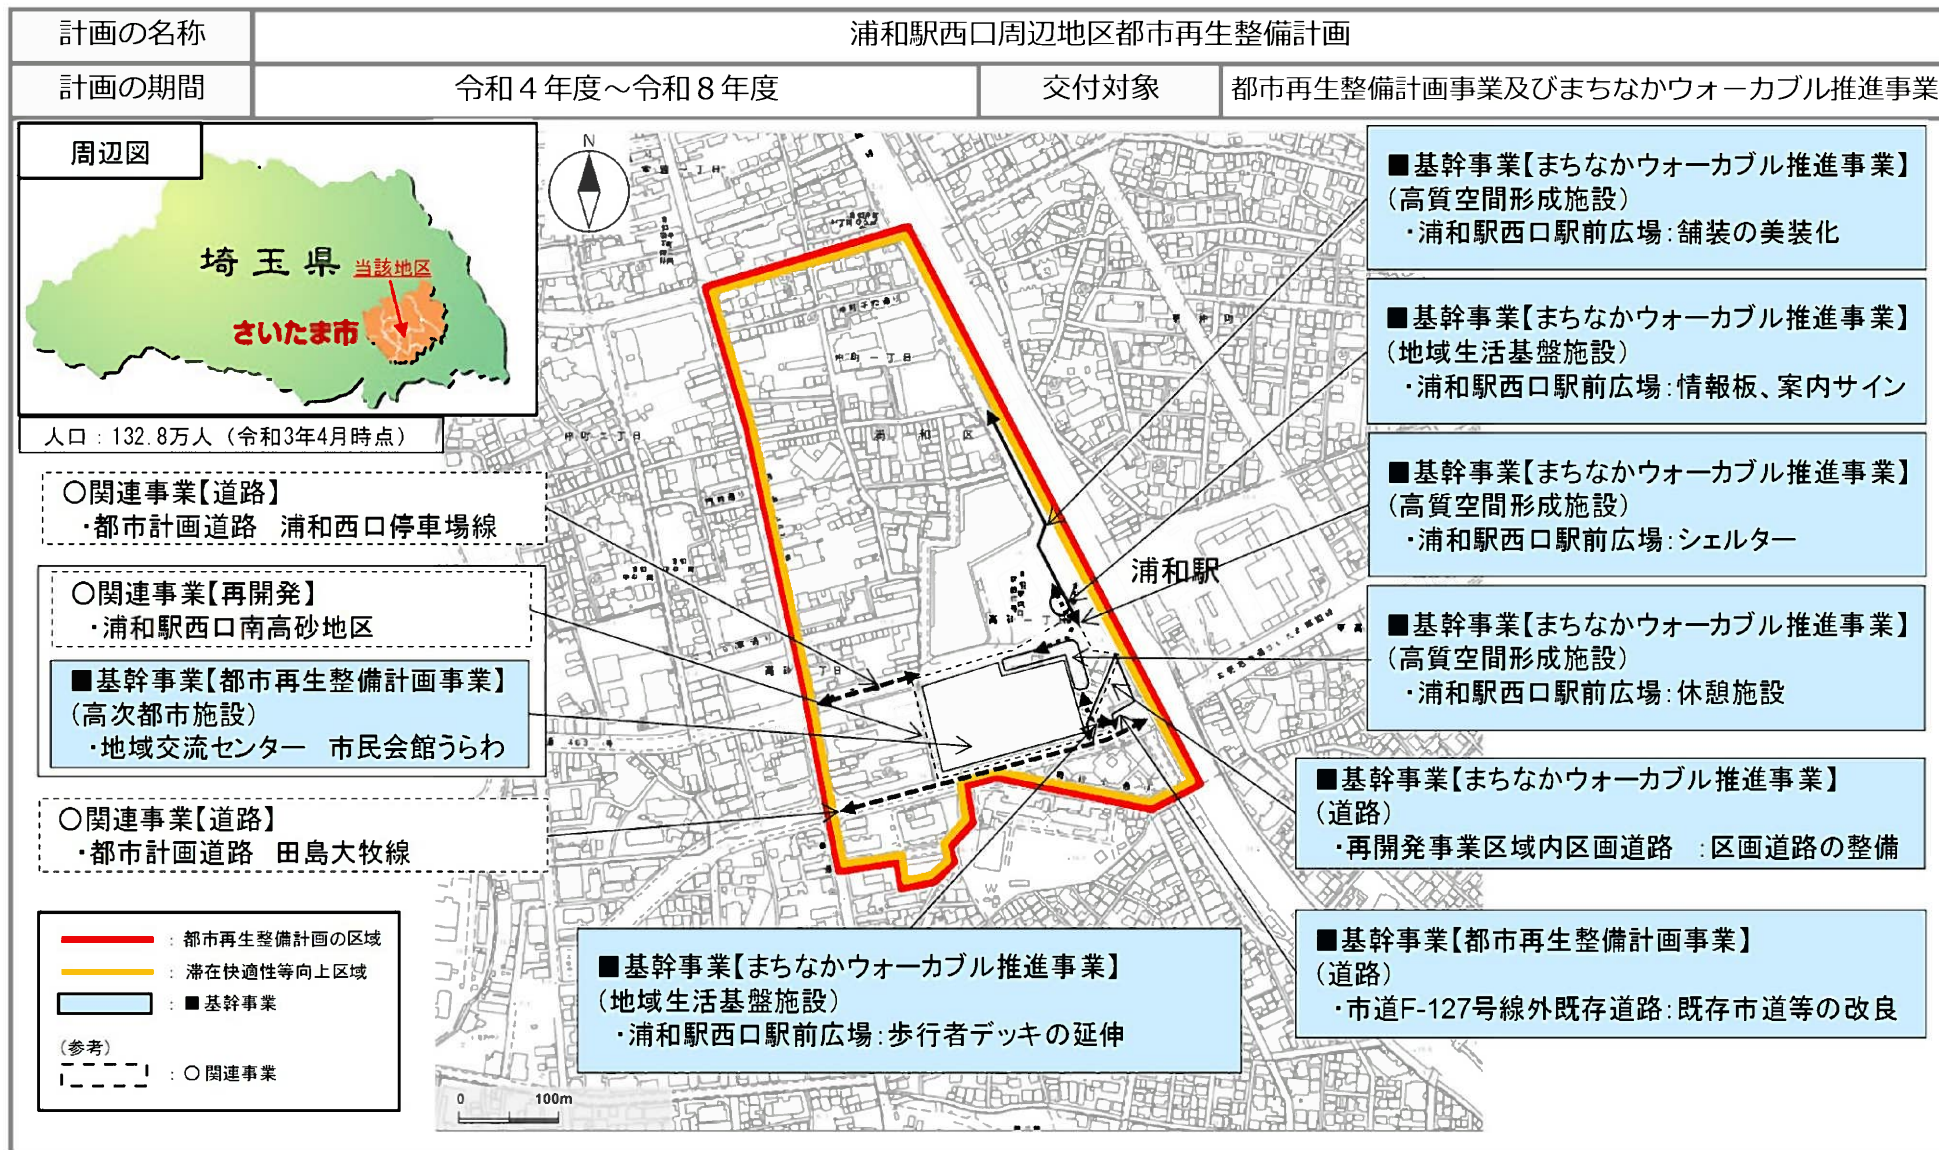 計画の名称
浦和駅西口周辺地区都市再生整備計画
計画の期間
令和４年度～令和８年度
交付対象
都市再生整備計画事業及びまちなかウォーカブル推進事業
周辺図
埼玉県
当該地区
さいたま市
人口：132.8万人（令和3年4月時点）
N
■基幹事業【まちなかウォーカブル推進事業】
（高質空間形成施設）
・浦和駅西口駅前広場：舗装の美装化
■基幹事業【まちなかウォーカブル推進事業】
（地域生活基盤施設）
・浦和駅西口駅前広場：情報板、案内サイン
■基幹事業【まちなかウォーカブル推進事業】
（高質空間形成施設）
・浦和駅西口駅前広場：シェルター
■基幹事業【まちなかウォーカブル推進事業】
（高質空間形成施設）
・浦和駅西口駅前広場：休憩施設
■基幹事業【まちなかウォーカブル推進事業】
（道路）
・再開発事業区域内区画道路　：区画道路の整備
■基幹事業【都市再生整備計画事業】
（道路）
・市道F-127号線外既存道路：既存市道等の改良
○関連事業【道路】
・都市計画道路　浦和西口停車場線
○関連事業【再開発】
・浦和駅西口南高砂地区
■基幹事業【都市再生整備計画事業】
（高次都市施設）
・地域交流センター　市民会館うらわ
○関連事業【道路】
・都市計画道路　田島大牧線
■基幹事業【まちなかウォーカブル推進事業】
（地域生活基盤施設）
・浦和駅西口駅前広場：歩行者デッキの延伸
浦和駅
仲町一丁目
仲町二丁目
浦和区
東仲町
：都市再生整備計画の区域
：滞在快適性等向上区域
：■基幹事業
（参考）
：○関連事業
0　100m